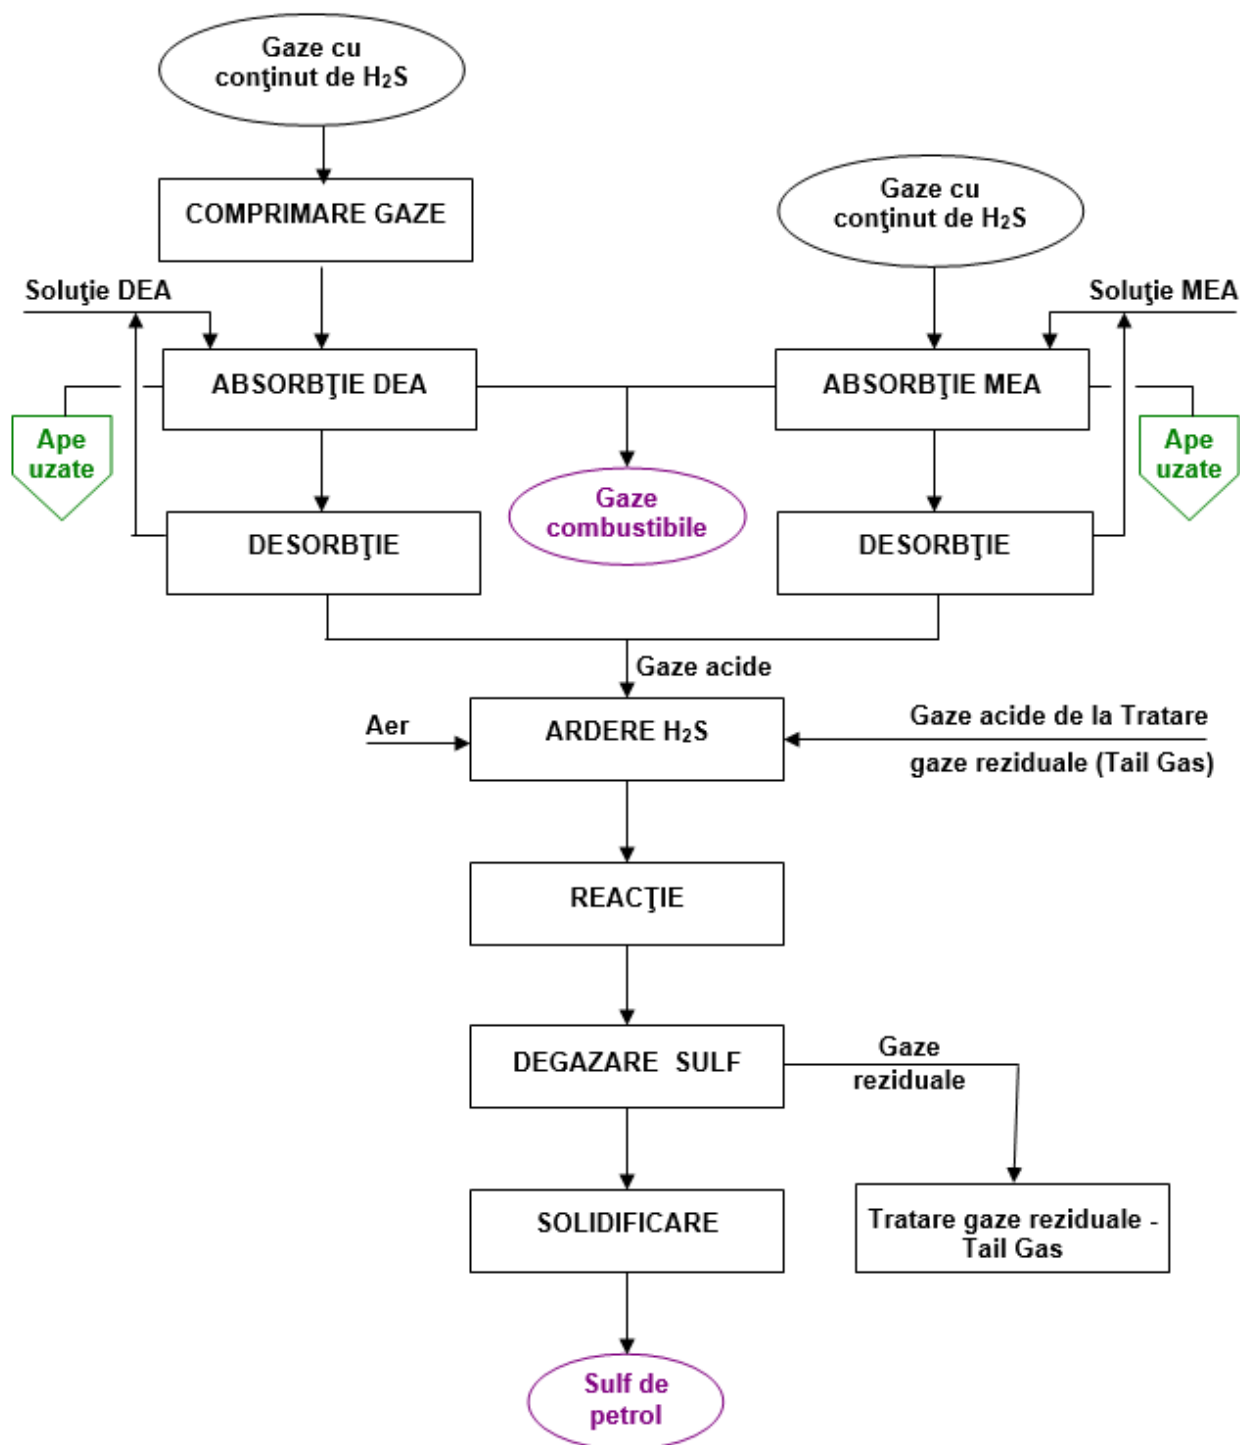 Gaze cu
conţinut de H₂S
COMPRIMARE GAZE
Gaze cu
conţinut de H₂S
Soluţie DEA
Soluţie MEA
ABSORBŢIE DEA
ABSORBŢIE MEA
Ape
uzate
Gaze
combustibile
Ape
uzate
DESORBŢIE
DESORBŢIE
Gaze acide
Aer
ARDERE H₂S
Gaze acide de la Tratare
gaze reziduale (Tail Gas)
REACŢIE
DEGAZARE SULF
Gaze
reziduale
SOLIDIFICARE
Tratare gaze reziduale -
Tail Gas
Sulf de
petrol